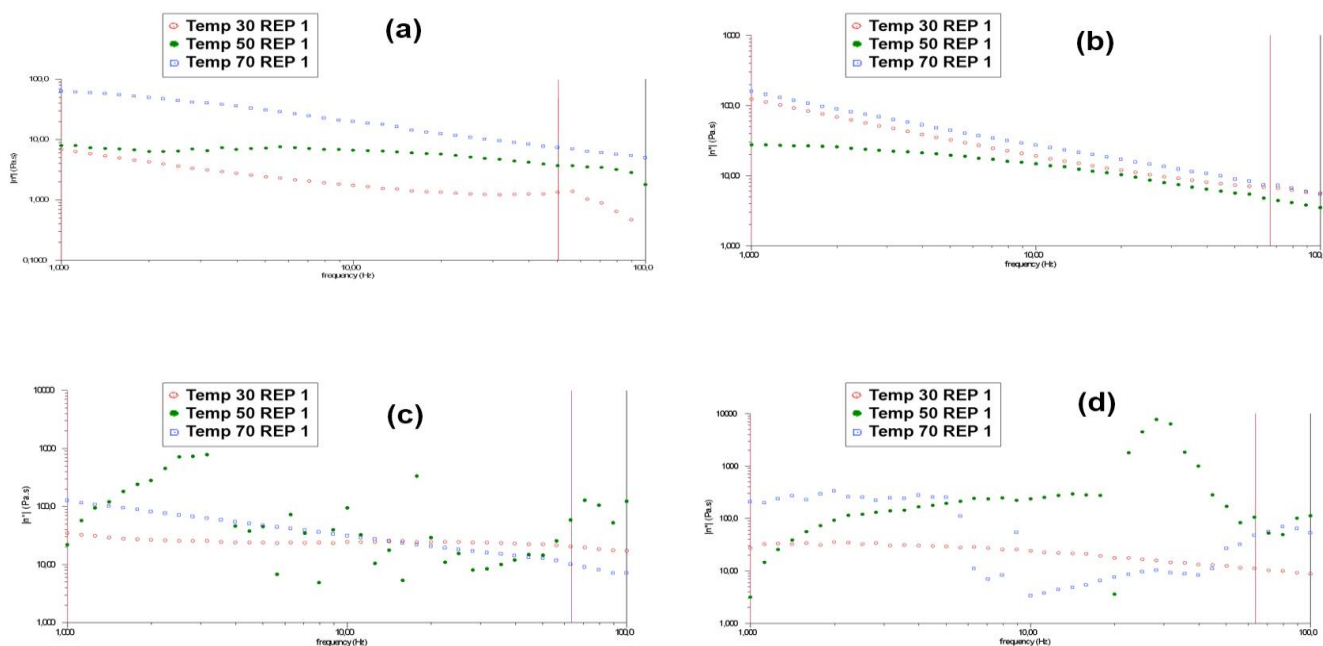 Temp 30 REP 1
Temp 50 REP 1
Temp 70 REP 1
(a)
100,0
10,00
1,000
0,1000
|n*| (Pa.s)
1,000
10,00
100,0
frequency (Hz)
Temp 30 REP 1
Temp 50 REP 1
Temp 70 REP 1
(b)
1000
100,0
10,00
1,000
|n*| (Pa.s)
1,000
10,00
100,
frequency (Hz)
Temp 30 REP 1
Temp 50 REP 1
Temp 70 REP 1
(c)
10000
1000
100,0
10,00
1,000
|n*| (Pa.s)
1,000
10,00
100,0
frequency (Hz)
Temp 30 REP 1
Temp 50 REP 1
Temp 70 REP 1
(d)
10000
1000
100,0
10,00
1,000
|n*| (Pa.s)
1,000
10,00
100,0
frequency (Hz)